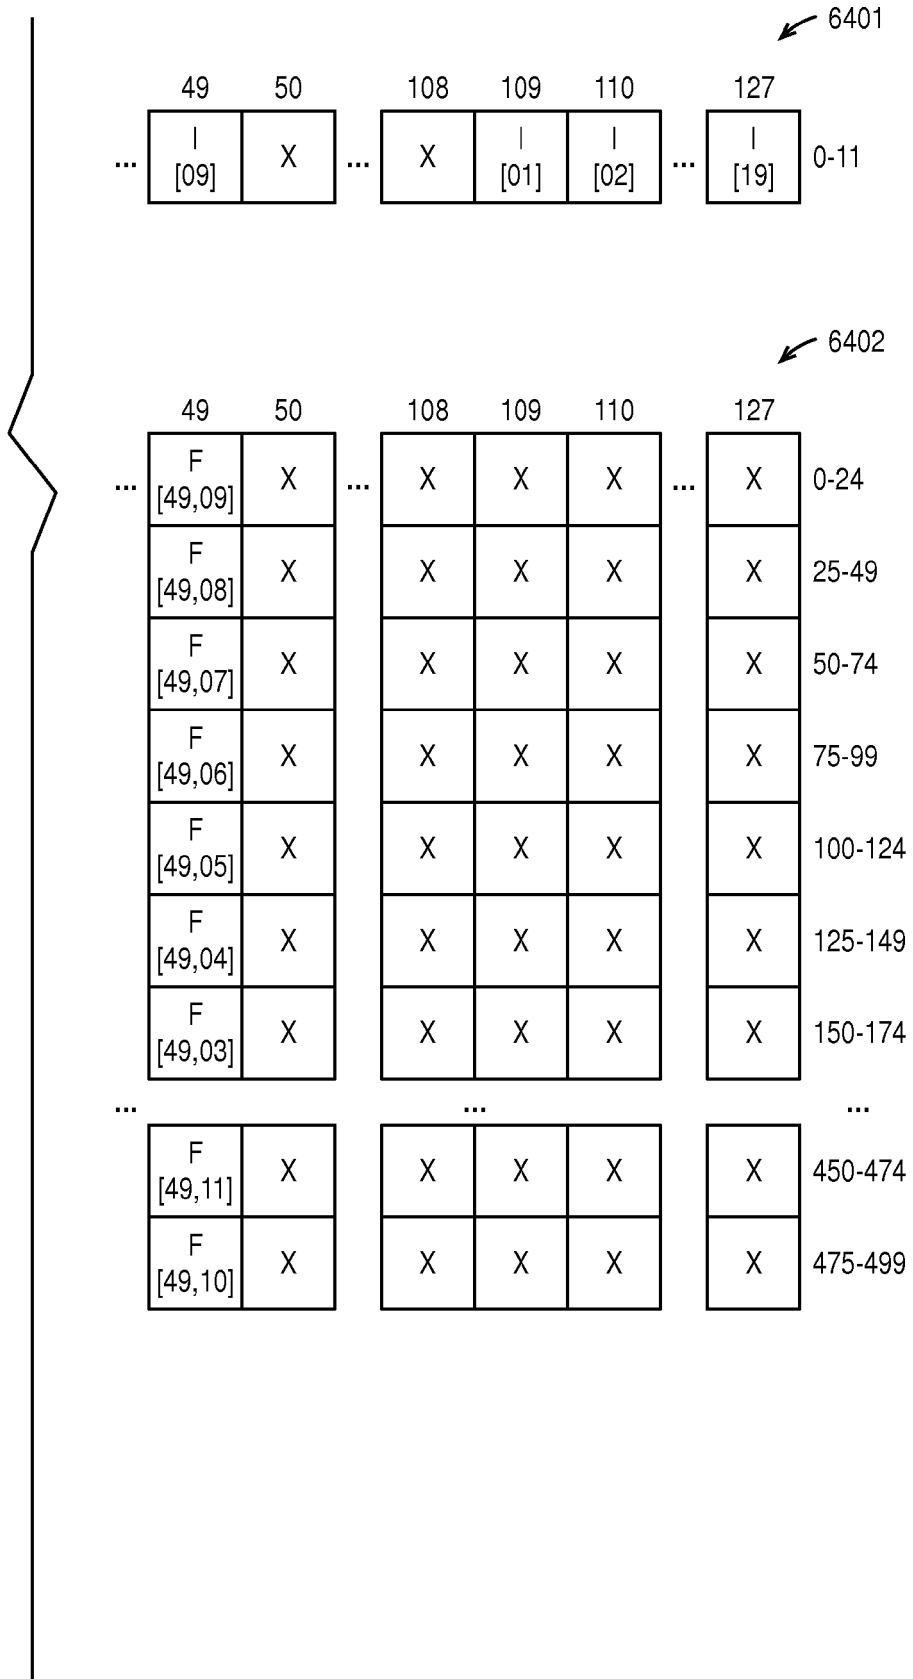 6401
49 50 108 109 110 127
... I [09] X ... X I [01] I [02] ... I [19] 0-11
6402
49 50 108 109 110 127
... F [49,09] X ... X X X ... X 0-24
F [49,08] X X X X X 25-49
F [49,07] X X X X X 50-74
F [49,06] X X X X X 75-99
F [49,05] X X X X X 100-124
F [49,04] X X X X X 125-149
F [49,03] X X X X X 150-174
... ... ...
F [49,11] X X X X X 450-474
F [49,10] X X X X X 475-499